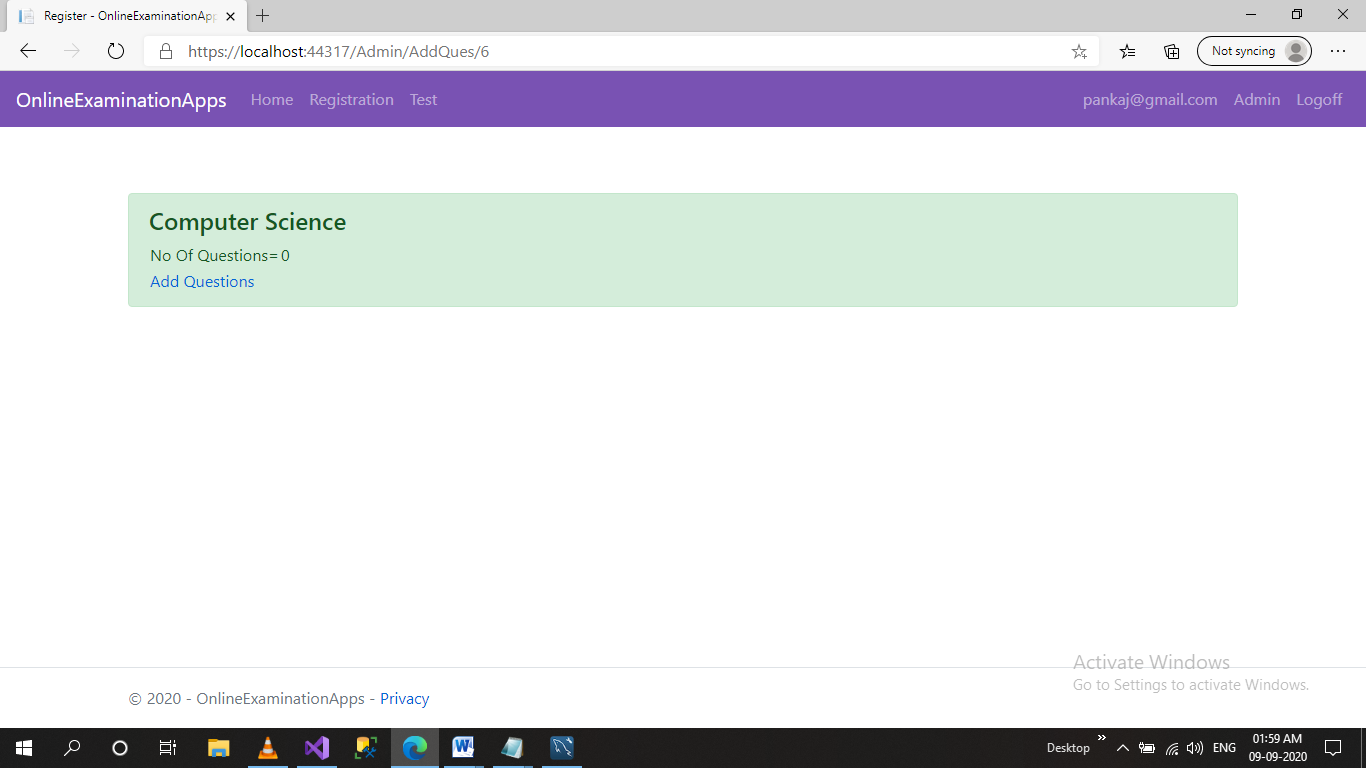 Register - OnlineExaminationApp
https://localhost:44317/Admin/AddQues/6
Not syncing
OnlineExaminationApps Home Registration Test pankaj@gmail.com Admin Logoff
Computer Science
No Of Questions= 0
Add Questions
Activate Windows
Go to Settings to activate Windows.
© 2020 - OnlineExaminationApps - Privacy
Desktop
ENG
01:59 AM
09-09-2020